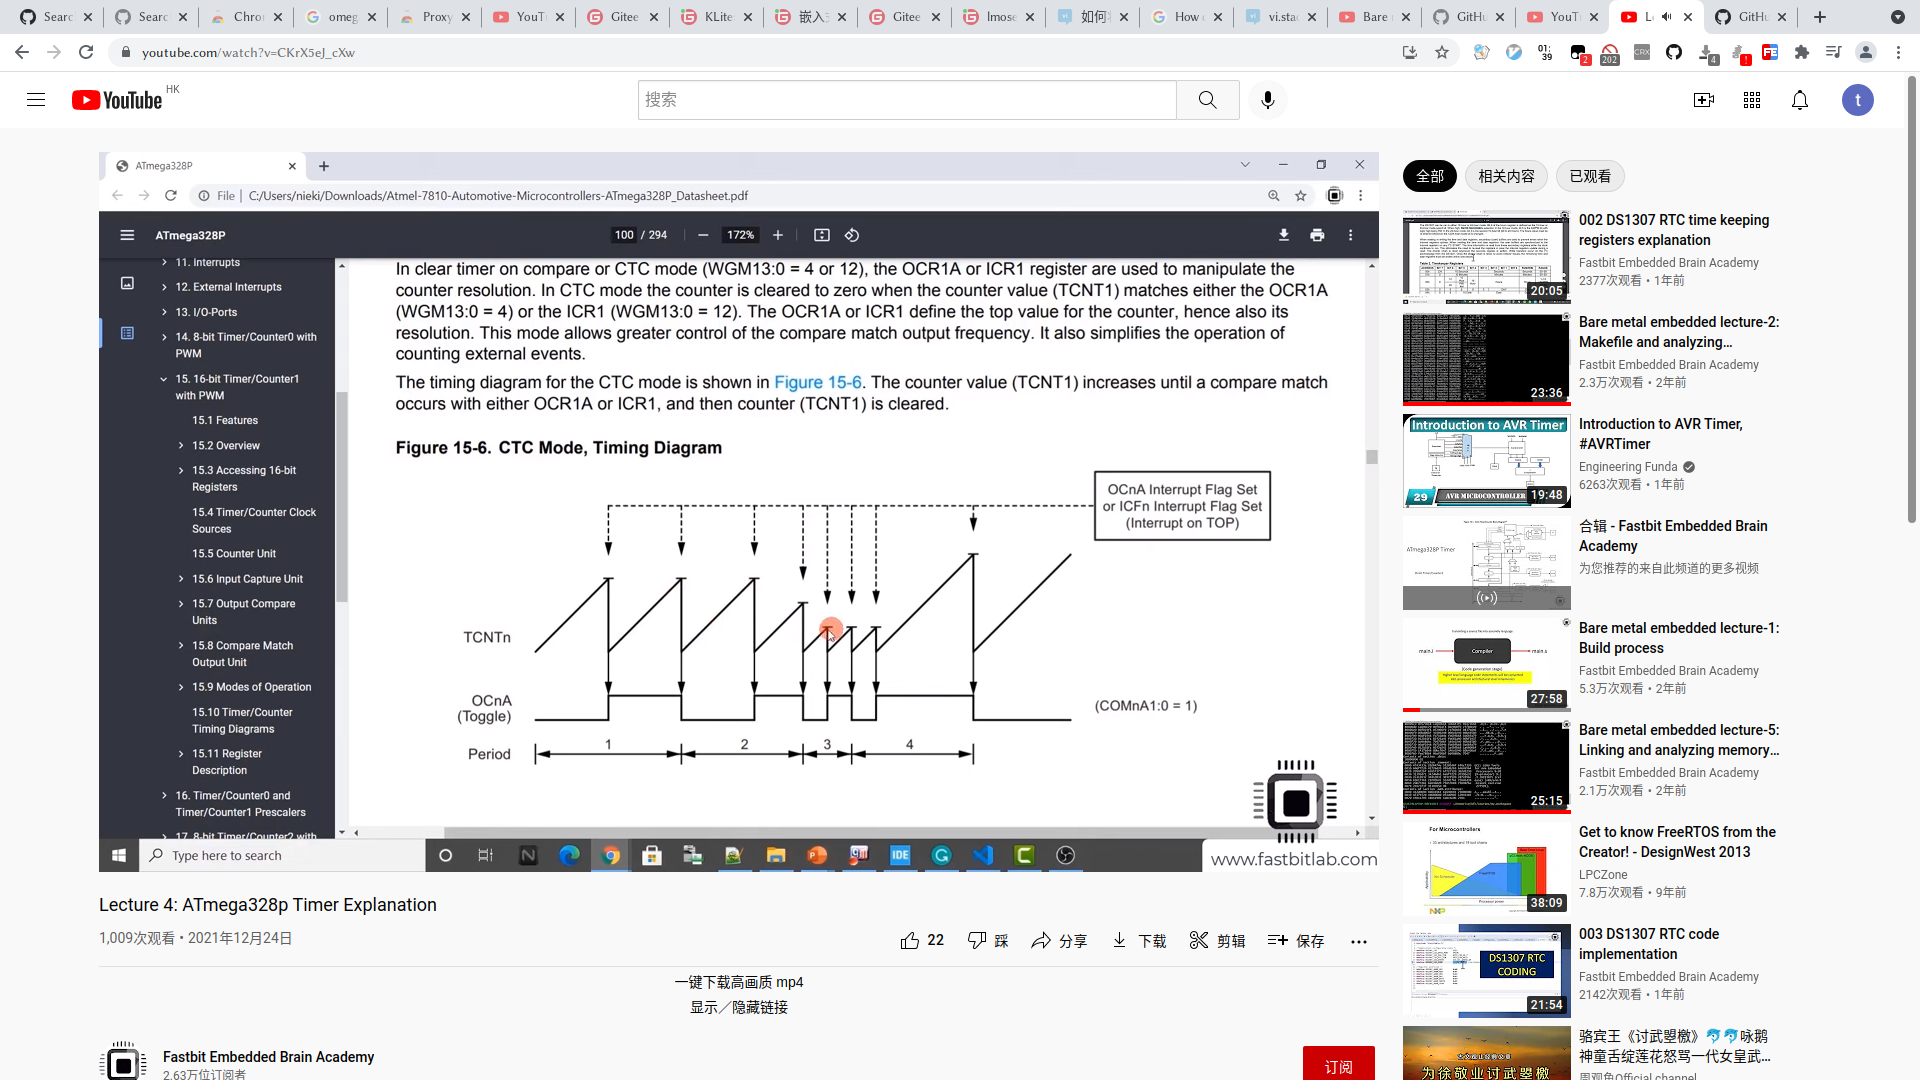 Searc
Searc
Chron
omeg
Proxy
YouT
Gitee
KLite
嵌入
Gitee
lmose
如何
How
vi.sta
Bare
GitHu
YouTu
Le
GitHu
youtube.com/watch?v=CKrX5eJ_cXw
01:
39
2
202
CRX
4
!
YouTube HK
搜索
t
ATmega328P
File | C:/Users/nieki/Downloads/Atmel-7810-Automotive-Microcontrollers-ATmega328P_Datasheet.pdf
ATmega328P
100 / 294
172%
11. Interrupts
12. External Interrupts
13. I/O-Ports
14. 8-bit Timer/Counter0 with
PWM
15. 16-bit Timer/Counter1
with PWM
15.1 Features
15.2 Overview
15.3 Accessing 16-bit
Registers
15.4 Timer/Counter Clock
Sources
15.5 Counter Unit
15.6 Input Capture Unit
15.7 Output Compare
Units
15.8 Compare Match
Output Unit
15.9 Modes of Operation
15.10 Timer/Counter
Timing Diagrams
15.11 Register
Description
16. Timer/Counter0 and
Timer/Counter1 Prescalers
17. 8-bit Timer/Counter2 with
In clear timer on compare or CTC mode (WGM13:0 = 4 or 12), the OCR1A or ICR1 register are used to manipulate the
counter resolution. In CTC mode the counter is cleared to zero when the counter value (TCNT1) matches either the OCR1A
(WGM13:0 = 4) or the ICR1 (WGM13:0 = 12). The OCR1A or ICR1 define the top value for the counter, hence also its
resolution. This mode allows greater control of the compare match output frequency. It also simplifies the operation of
counting external events.
The timing diagram for the CTC mode is shown in Figure 15-6. The counter value (TCNT1) increases until a compare match
occurs with either OCR1A or ICR1, and then counter (TCNT1) is cleared.
Figure 15-6. CTC Mode, Timing Diagram
OCnA Interrupt Flag Set
or ICFn Interrupt Flag Set
(Interrupt on TOP)
TCNTn
OCnA
(Toggle)
(COMnA1:0 = 1)
Period
1
2
3
4
www.fastbitlab.com
Type here to search
IDE
Lecture 4: ATmega328p Timer Explanation
1,009次观看 • 2021年12月24日
22
踩
分享
下载
剪辑
保存
一键下载高画质 mp4
显示／隐藏链接
Fastbit Embedded Brain Academy
2.63万位订阅者
订阅
全部
相关内容
已观看
20:05
002 DS1307 RTC time keeping
registers explanation
Fastbit Embedded Brain Academy
2377次观看 • 1年前
23:36
Bare metal embedded lecture-2:
Makefile and analyzing…
Fastbit Embedded Brain Academy
2.3万次观看 • 2年前
Introduction to AVR Timer
29
AVR MICROCONTROLLER
19:48
Introduction to AVR Timer,
#AVRTimer
Engineering Funda
6263次观看 • 1年前
ATmega328P Timer
合辑 - Fastbit Embedded Brain
Academy
为您推荐的来自此频道的更多视频
main.i
Compiler
main.s
(Code generation stage)
27:58
Bare metal embedded lecture-1:
Build process
Fastbit Embedded Brain Academy
5.3万次观看 • 2年前
25:15
Bare metal embedded lecture-5:
Linking and analyzing memory…
Fastbit Embedded Brain Academy
2.1万次观看 • 2年前
For Microcontrollers
NXP
38:09
Get to know FreeRTOS from the
Creator! - DesignWest 2013
LPCZone
7.8万次观看 • 9年前
DS1307 RTC
CODING
21:54
003 DS1307 RTC code
implementation
Fastbit Embedded Brain Academy
2142次观看 • 1年前
为徐敬业讨武曌檄
骆宾王《讨武曌檄》🐬🐬咏鹅
神童舌绽莲花怒骂一代女皇武…
周观鱼Official channel